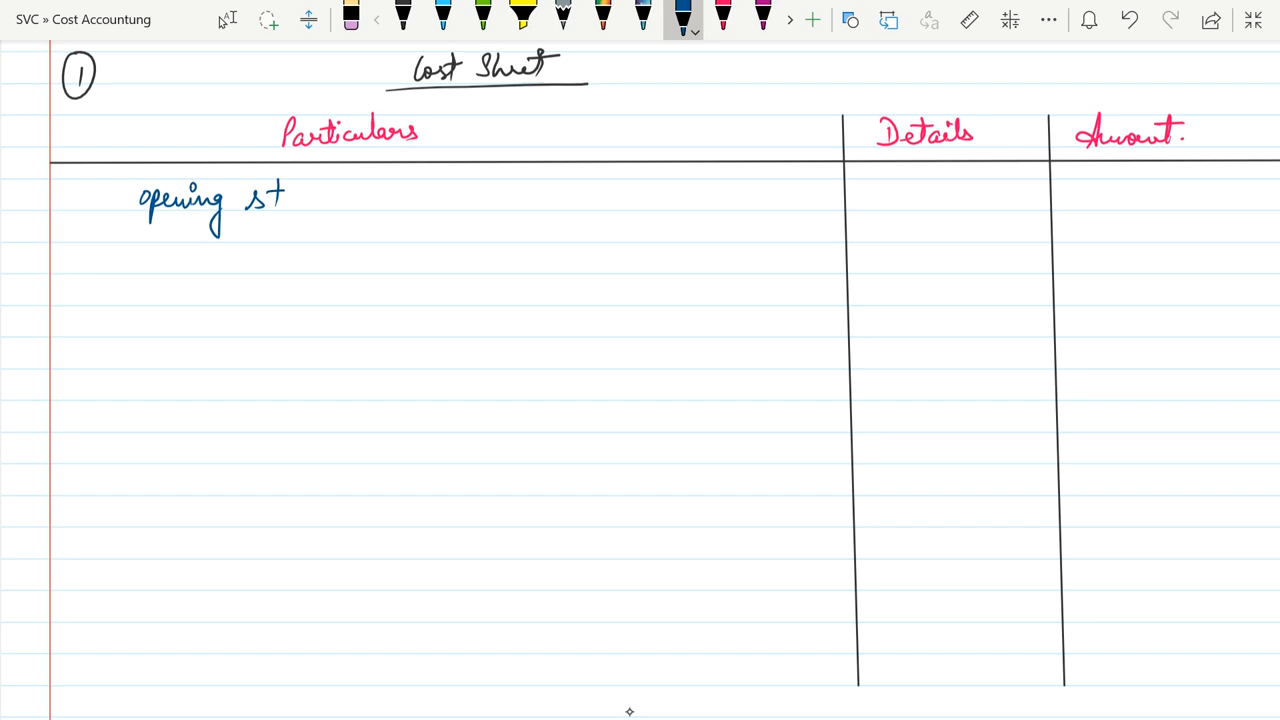 SVC » Cost Accountung
1
Cost Sheet
Particulars Details Amount.
opening st